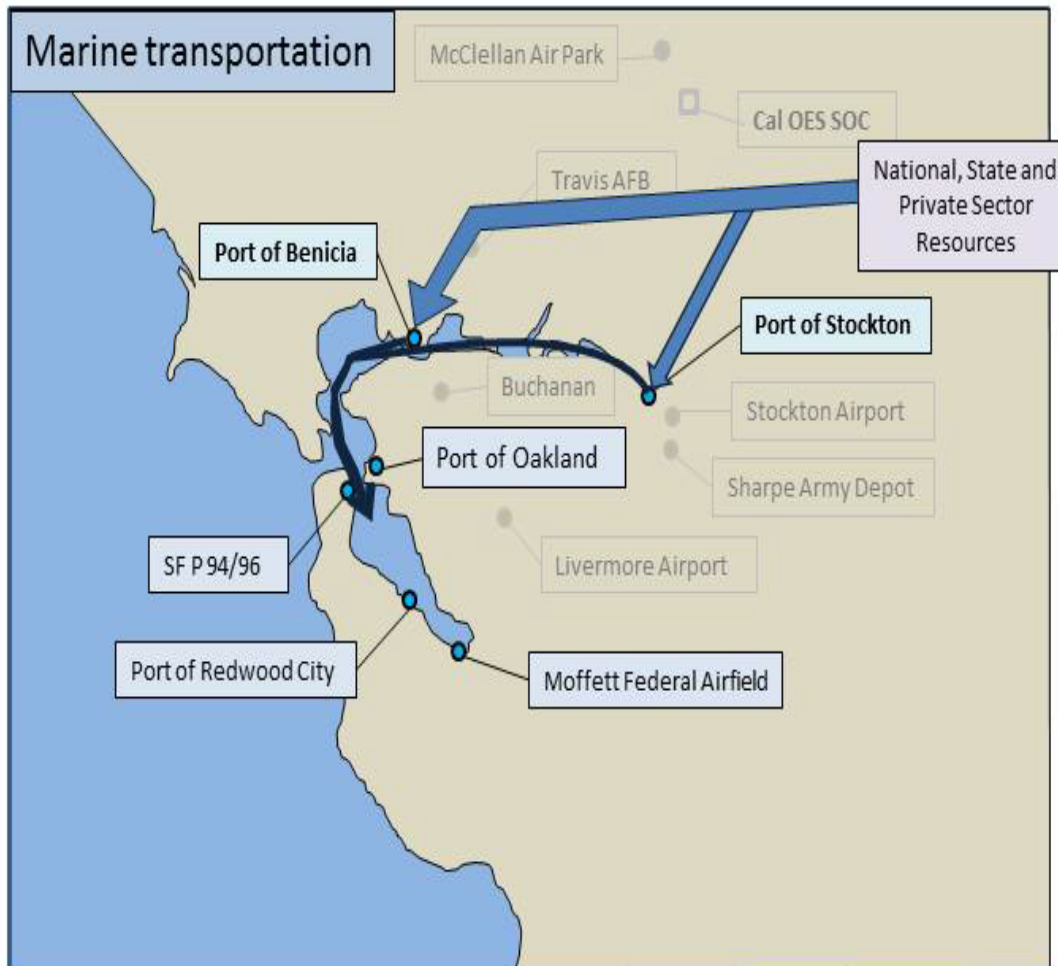 Marine transportation
McClellan Air Park
Cal OES SOC
National, State and
Private Sector
Resources
Travis AFB
Port of Benicia
Port of Stockton
Buchanan
Stockton Airport
Port of Oakland
Sharpe Army Depot
SF P 94/96
Livermore Airport
Port of Redwood City
Moffett Federal Airfield